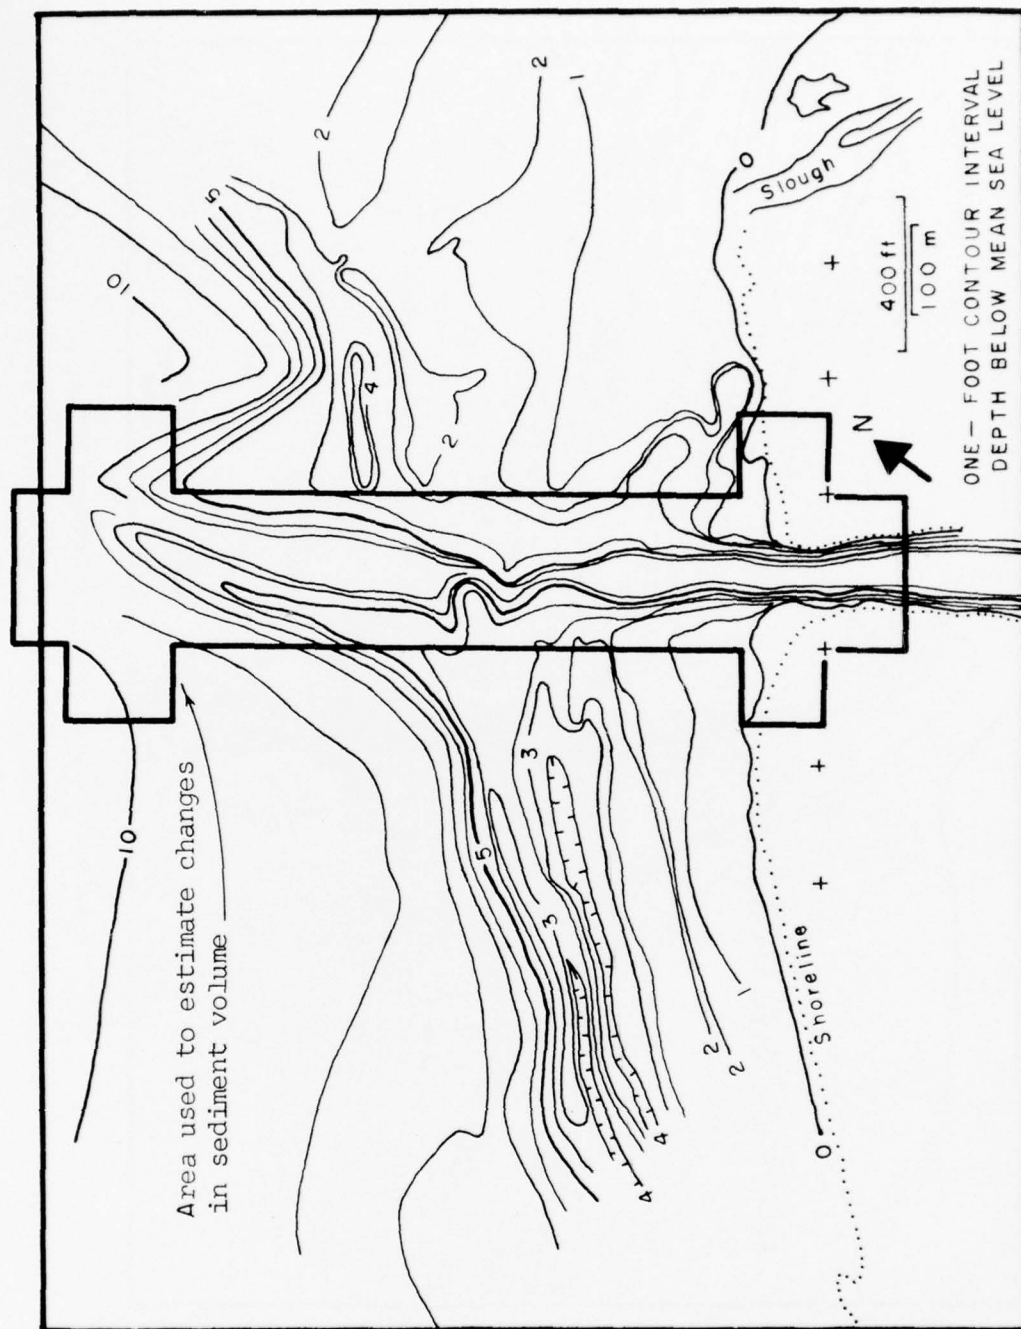 2
1
2
5
10
4
2
0
Slough
400 ft
100 m
N
ONE — FOOT CONTOUR INTERVAL
DEPTH BELOW MEAN SEA LEVEL
10
Area used to estimate changes
in sediment volume
3
5
3
4
4
2
2
1
0
Shoreline